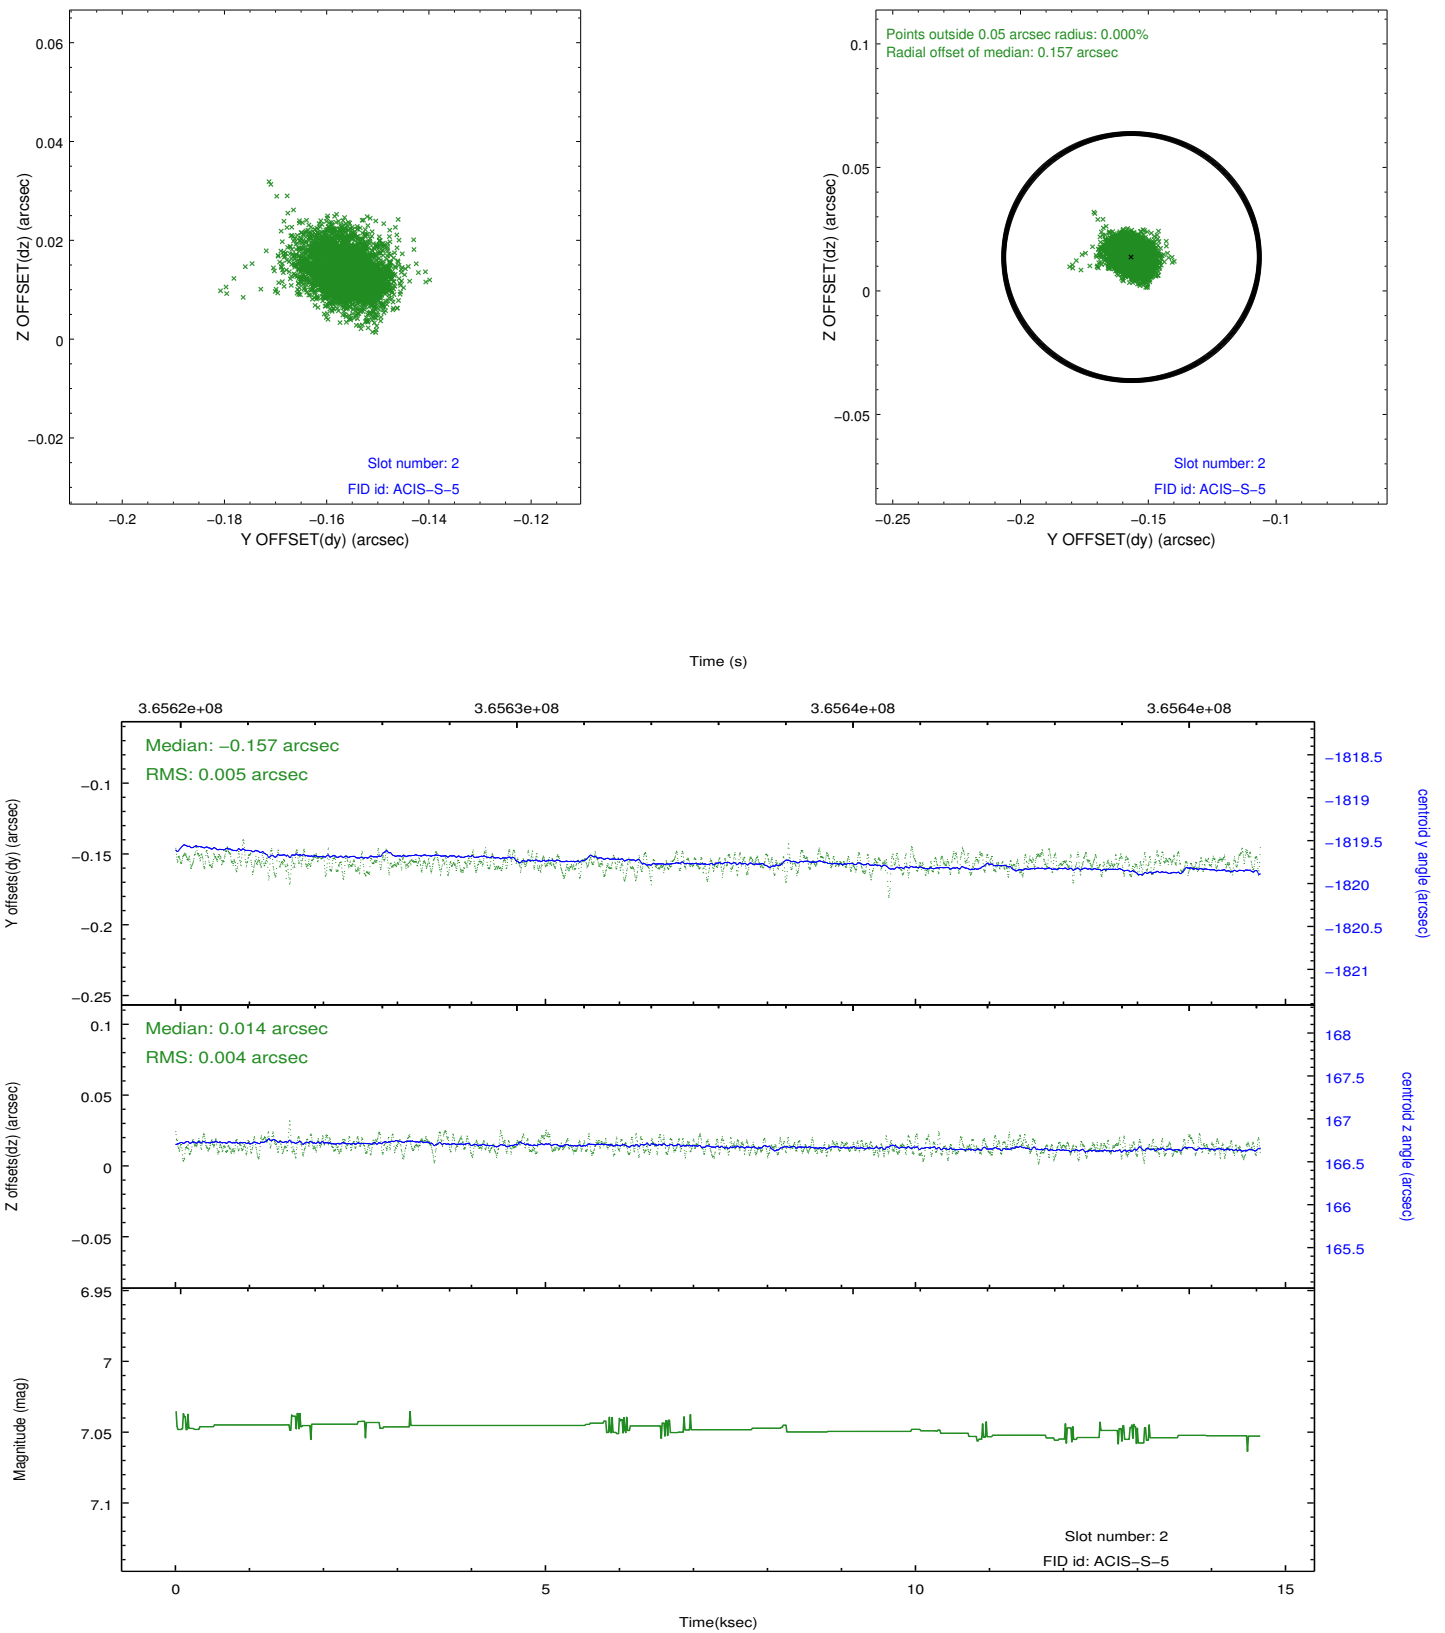 0.06
0.04
0.02
0
−0.02
Z OFFSET(dz) (arcsec)
Slot number: 2
FID id: ACIS−S−5
−0.2 −0.18 −0.16 −0.14 −0.12
Y OFFSET(dy) (arcsec)
Points outside 0.05 arcsec radius: 0.000%
Radial offset of median: 0.157 arcsec
0.1
0.05
0
−0.05
Z OFFSET(dz) (arcsec)
Slot number: 2
FID id: ACIS−S−5
−0.25 −0.2 −0.15 −0.1
Y OFFSET(dy) (arcsec)
Time (s)
3.6562e+08 3.6563e+08 3.6564e+08 3.6564e+08
Median: −0.157 arcsec
RMS: 0.005 arcsec
−0.1
−0.15
−0.2
−0.25
Y offsets(dy) (arcsec)
−1818.5
−1819
−1819.5
−1820
−1820.5
−1821
centroid y angle (arcsec)
Median: 0.014 arcsec
RMS: 0.004 arcsec
0.1
0.05
0
−0.05
Z offsets(dz) (arcsec)
168
167.5
167
166.5
166
165.5
centroid z angle (arcsec)
6.95
7
7.05
7.1
Magnitude (mag)
Slot number: 2
FID id: ACIS−S−5
0 5 10 15
Time(ksec)